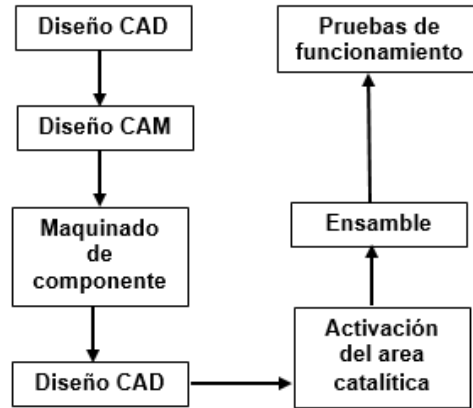 Diseño CAD
Diseño CAM
Maquinado
de
componente
Diseño CAD
Activación
del area
catalítica
Ensamble
Pruebas de
funcionamiento